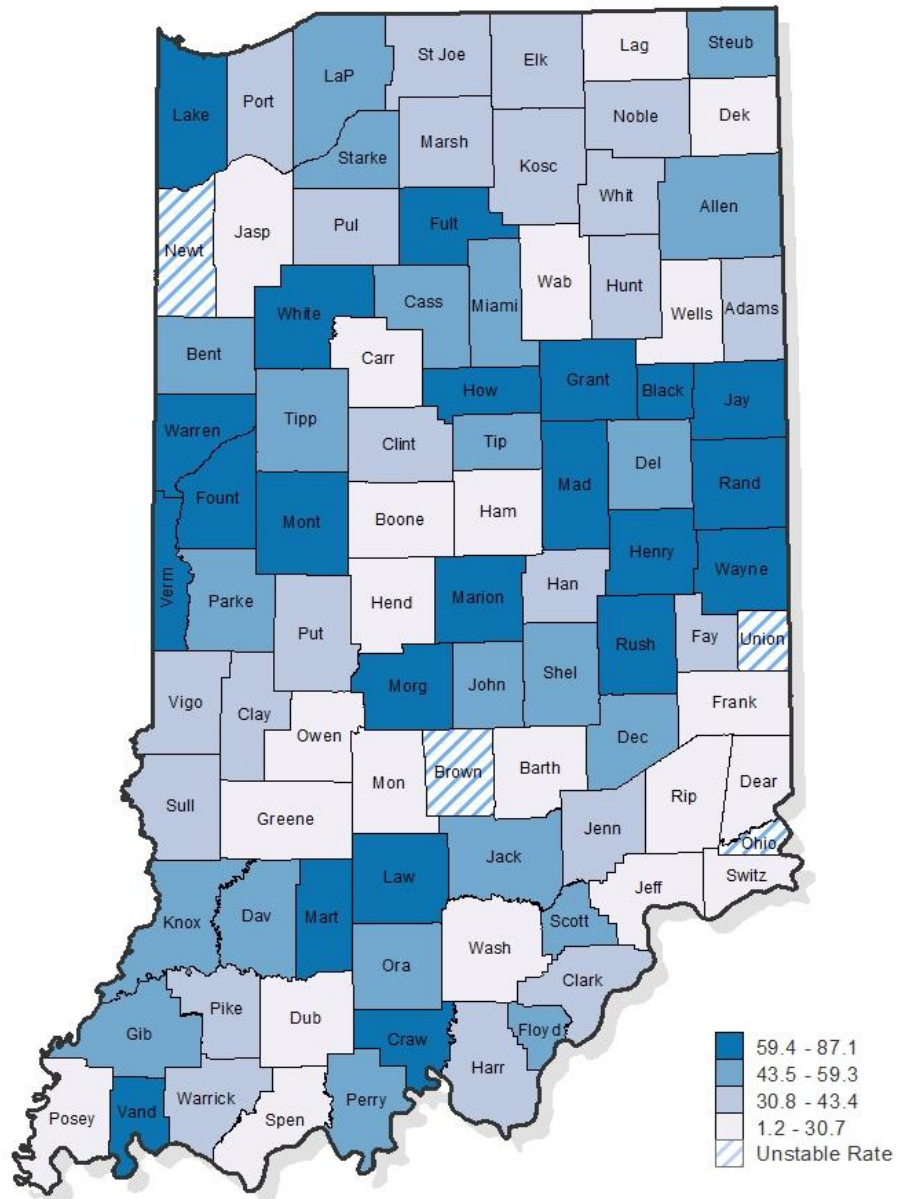 Lag
Steub
St Joe
Elk
LaP
Lake
Port
Noble
Dek
Marsh
Starke
Kosc
Whit
Allen
Pul
Fult
Jasp
Newt
Wab
Hunt
Cass
Miami
White
Wells
Adams
Bent
Carr
Grant
How
Black
Jay
Tipp
Warren
Clint
Tip
Del
Mad
Rand
Fount
Mont
Boone
Ham
Henry
Wayne
Verm
Parke
Hend
Marion
Han
Put
Rush
Fay
Union
Morg
John
Shel
Vigo
Clay
Frank
Owen
Dec
Mon
Brown
Barth
Rip
Dear
Sull
Greene
Jenn
Ohio
Jack
Law
Switz
Jeff
Knox
Dav
Mart
Scott
Wash
Ora
Clark
Pike
Dub
Gib
Craw
Floyd
Harr
Posey
Vand
Warrick
Spen
Perry
59.4 - 87.1
43.5 - 59.3
30.8 - 43.4
1.2 - 30.7
Unstable Rate